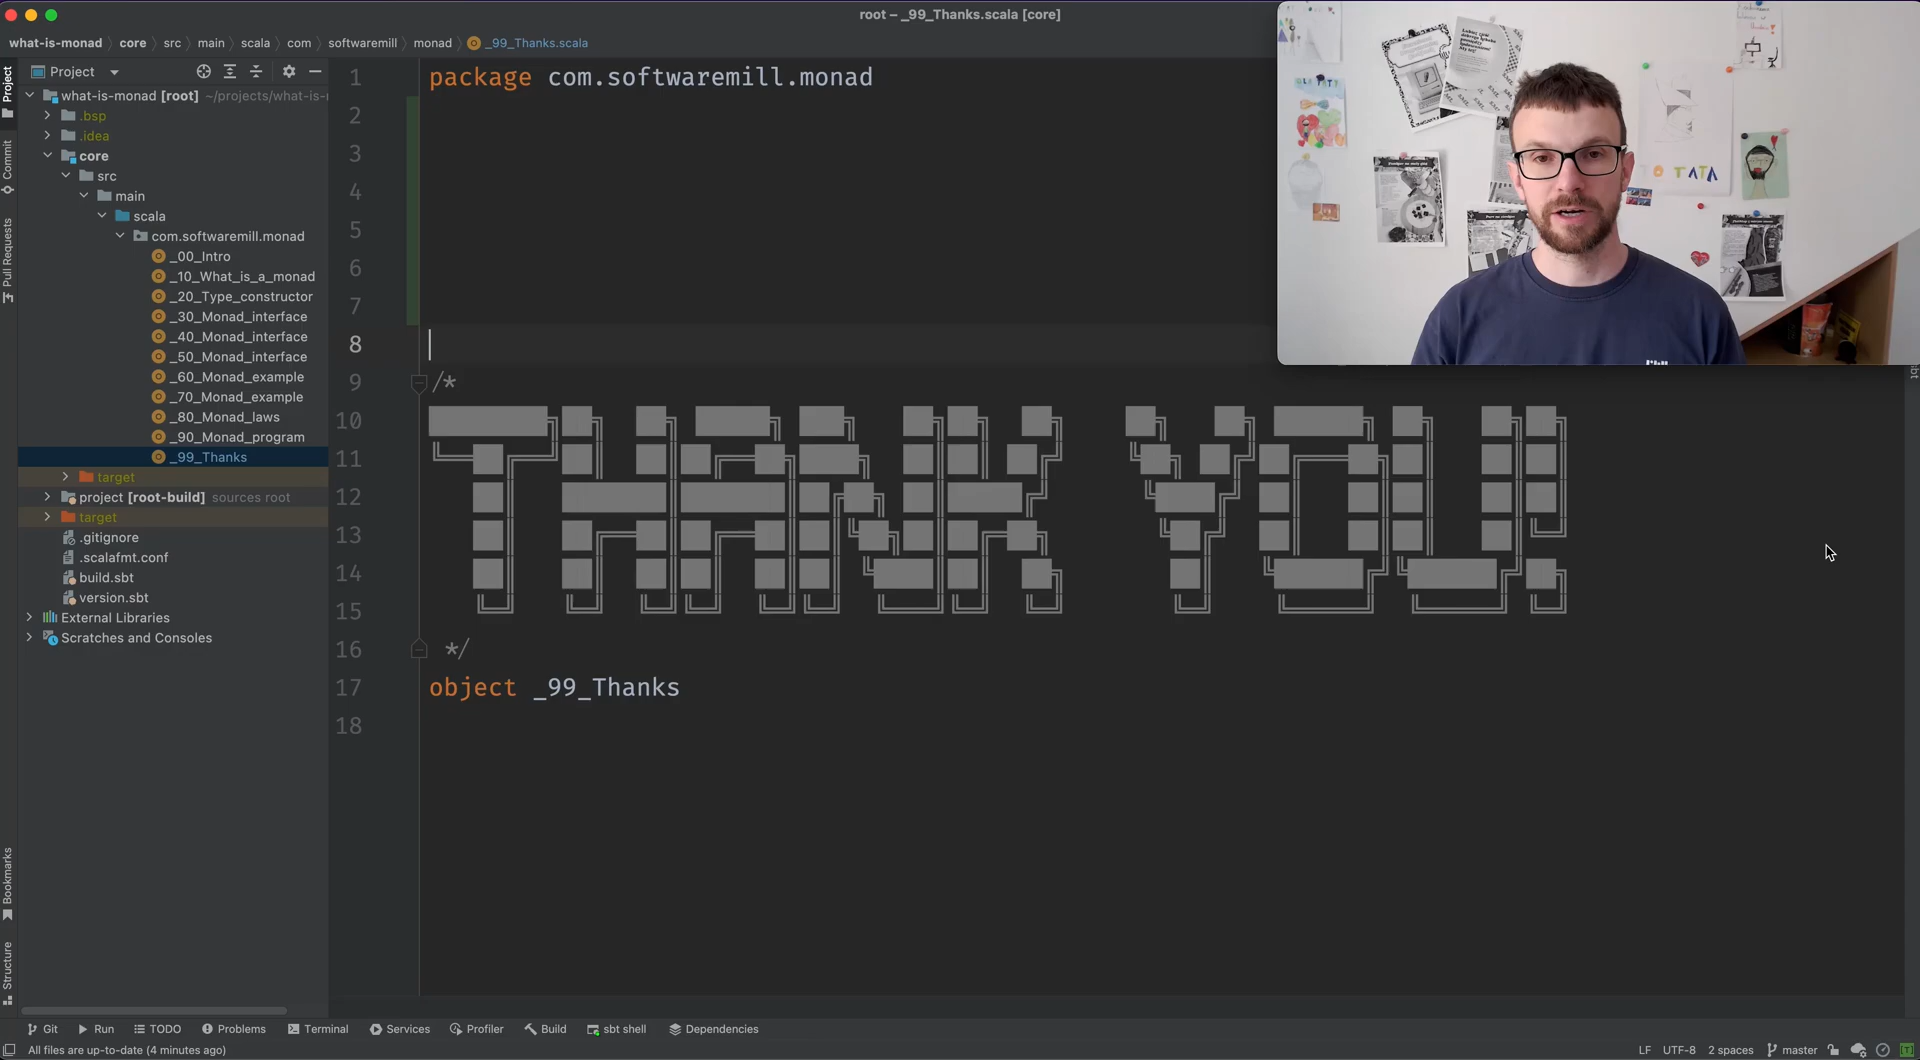 root – _99_Thanks.scala [core]
what-is-monad > core > src > main > scala > com > softwaremill > monad > _99_Thanks.scala
Project
what-is-monad [root] ~/projects/what-is-
.bsp
.idea
core
src
main
scala
com.softwaremill.monad
_00_Intro
_10_What_is_a_monad
_20_Type_constructor
_30_Monad_interface
_40_Monad_interface
_50_Monad_interface
_60_Monad_example
_70_Monad_example
_80_Monad_laws
_90_Monad_program
_99_Thanks
target
project [root-build] sources root
target
.gitignore
.scalafmt.conf
build.sbt
version.sbt
External Libraries
Scratches and Consoles
Project
Commit
Pull Requests
Bookmarks
Structure
1 package com.softwaremill.monad
2
3
4
5
6
7
8
9 /*
10
11
12
13
14
15
THANK YOU!
16 */
17 object _99_Thanks
18
TATA
sbt
Git Run TODO Problems Terminal Services Profiler Build sbt shell Dependencies
All files are up-to-date (4 minutes ago)
LF UTF-8 2 spaces master